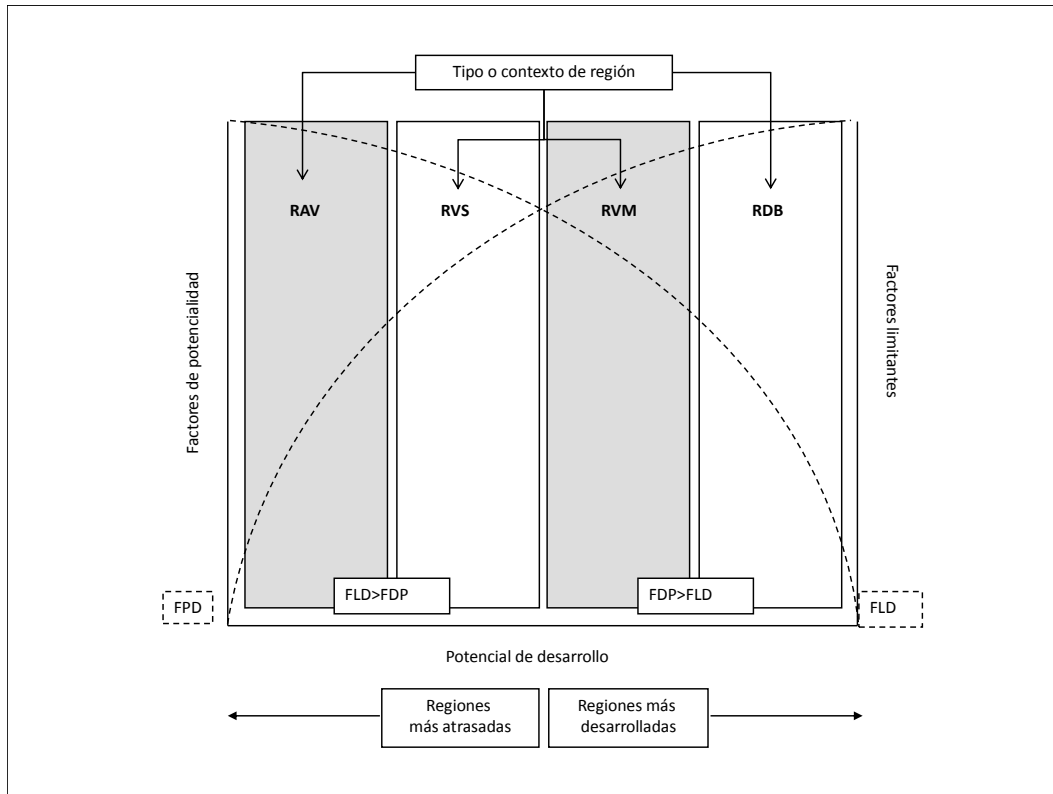 Tipo o contexto de región
RAV
RVS
RVM
RDB
Factores de potencialidad
Factores limitantes
FLD>FDP
FDP>FLD
FPD
FLD
Potencial de desarrollo
Regiones
más atrasadas
Regiones más
desarrolladas